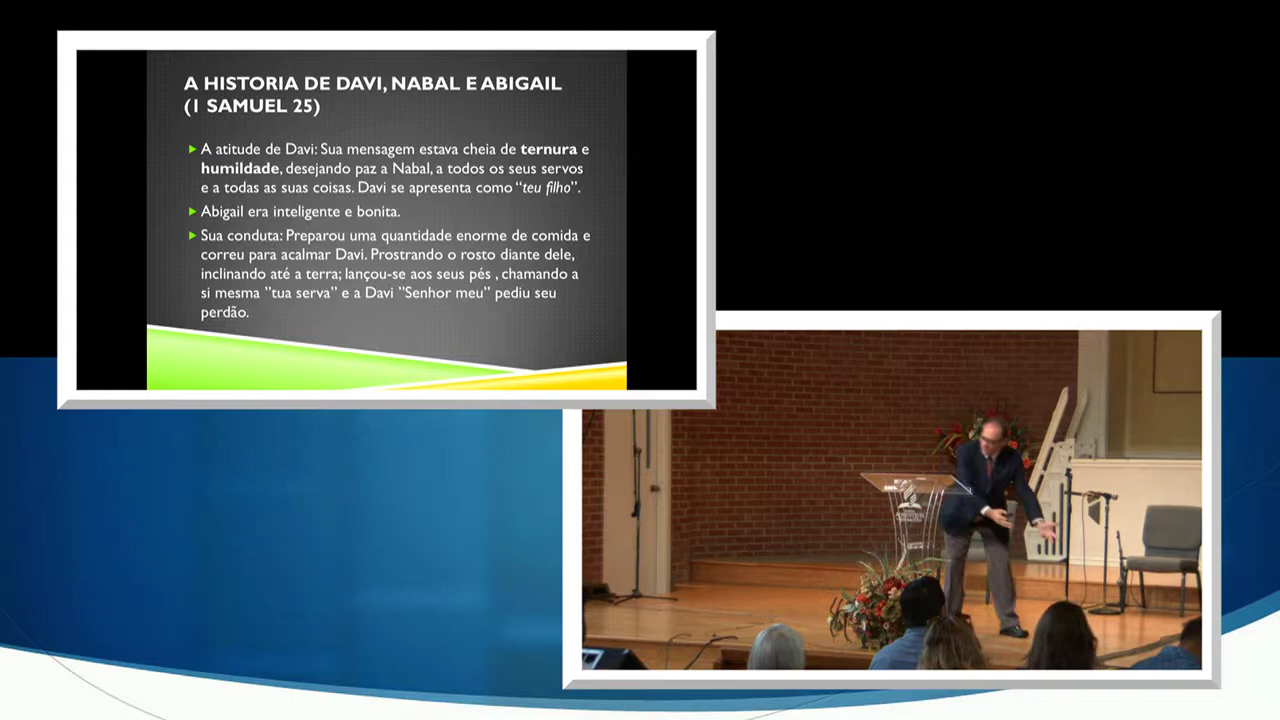 A HISTORIA DE DAVI, NABAL E ABIGAIL
(1 SAMUEL 25)
A atitude de Davi: Sua mensagem estava cheia de ternura e
humildade, desejando paz a Nabal, a todos os seus servos
e a todas as suas coisas. Davi se apresenta como “teu filho”.
Abigail era inteligente e bonita.
Sua conduta: Preparou uma quantidade enorme de comida e
correu para acalmar Davi. Prostrando o rosto diante dele,
inclinando até a terra; lançou-se aos seus pés , chamando a
si mesma ”tua serva” e a Davi ”Senhor meu” pediu seu
perdão.